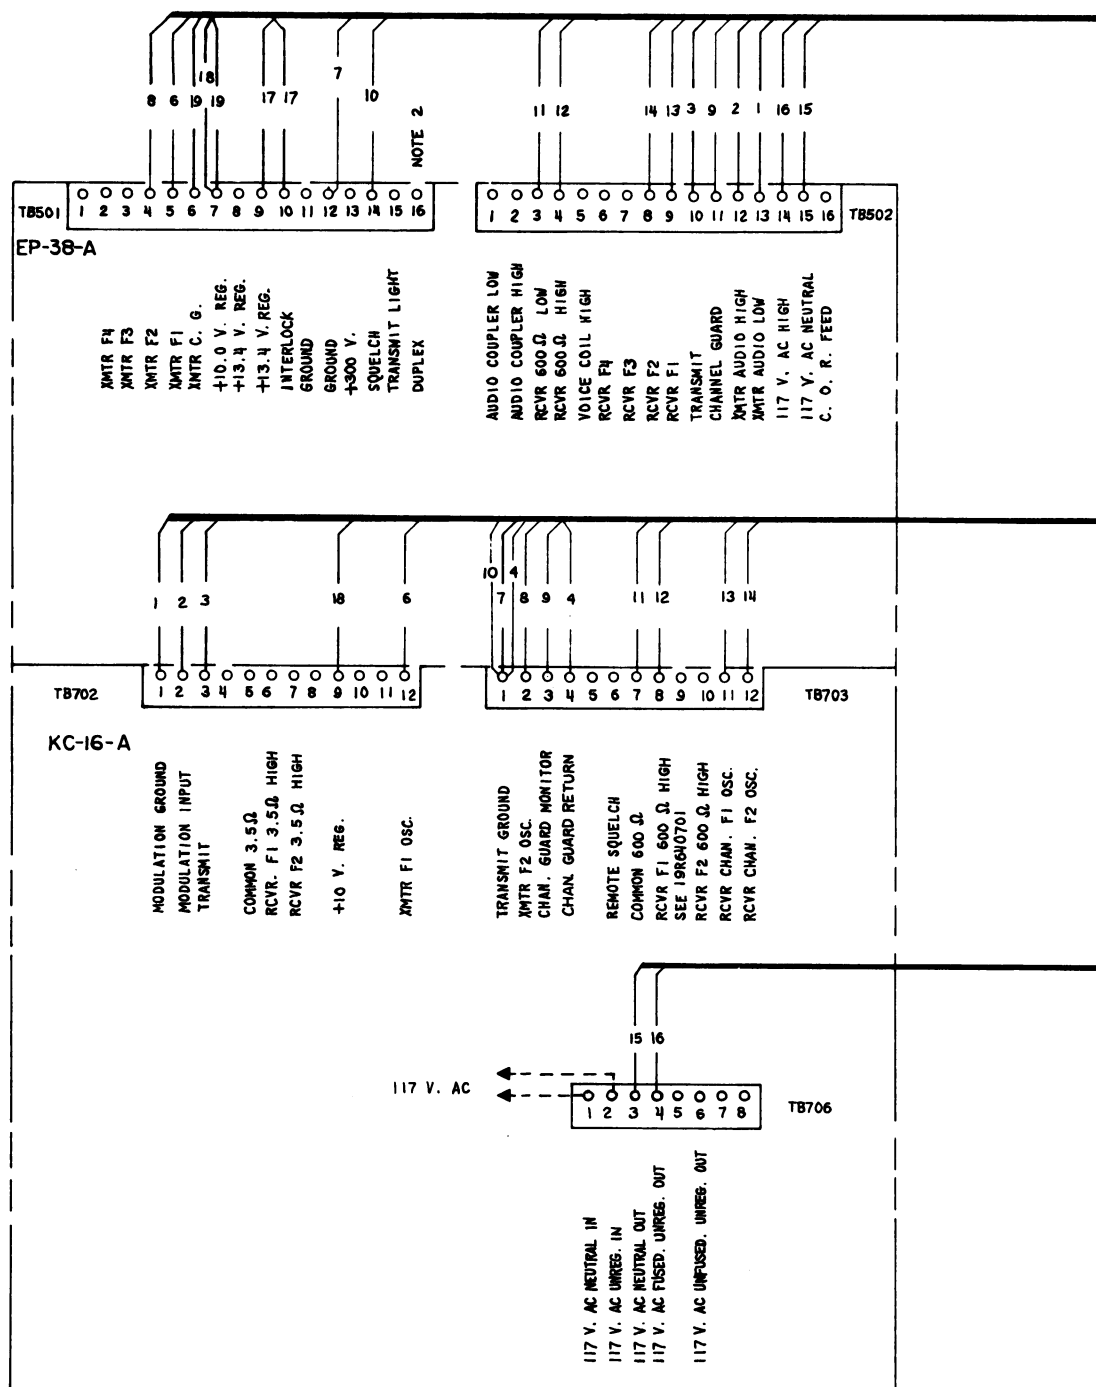 18
7
8 6 19 19 17 17 10
11 12 14 13 3 9 2 1 16 15
NOTE 2
TB501
1 2 3 4 5 6 7 8 9 10 11 12 13 14 15 16
1 2 3 4 5 6 7 8 9 10 11 12 13 14 15 16
TB502
EP-38-A
XMTR F4
XMTR F3
XMTR F2
XMTR F1
XMTR C. G.
+10.0 V. REG.
+13.4 V. REG.
+13.4 V. REG.
INTERLOCK
GROUND
GROUND
+300 V.
SQUELCH
TRANSMIT LIGHT
DUPLEX
AUDIO COUPLER LOW
AUDIO COUPLER HIGH
RCVR 600Ω LOW
RCVR 600Ω HIGH
VOICE COIL HIGH
RCVR F4
RCVR F3
RCVR F2
RCVR F1
TRANSMIT
CHANNEL GUARD
XMTR AUDIO HIGH
XMTR AUDIO LOW
117 V. AC HIGH
117 V. AC NEUTRAL
C. O. R. FEED
10 4
1 2 3 18 6
7 8 9 4 11 12 13 14
TB702
1 2 3 4 5 6 7 8 9 10 11 12
1 2 3 4 5 6 7 8 9 10 11 12
TB703
KC-16-A
MODULATION GROUND
MODULATION INPUT
TRANSMIT
COMMON 3.5Ω
RCVR. F1 3.5Ω HIGH
RCVR F2 3.5Ω HIGH
+10 V. REG.
XMTR F1 OSC.
TRANSMIT GROUND
XMTR F2 OSC.
CHAN. GUARD MONITOR
CHAN. GUARD RETURN
REMOTE SQUELCH
COMMON 600 Ω
RCVR F1 600 Ω HIGH
SEE 19R640701
RCVR F2 600 Ω HIGH
RCVR CHAN. F1 OSC.
RCVR CHAN. F2 OSC.
15 16
117 V. AC
1 2 3 4 5 6 7 8
TB706
117 V. AC NEUTRAL IN
117 V. AC UNREG. IN
117 V. AC NEUTRAL OUT
117 V. AC FUSED. UNREG. OUT
117 V. AC UNFUSED. UNREG. OUT